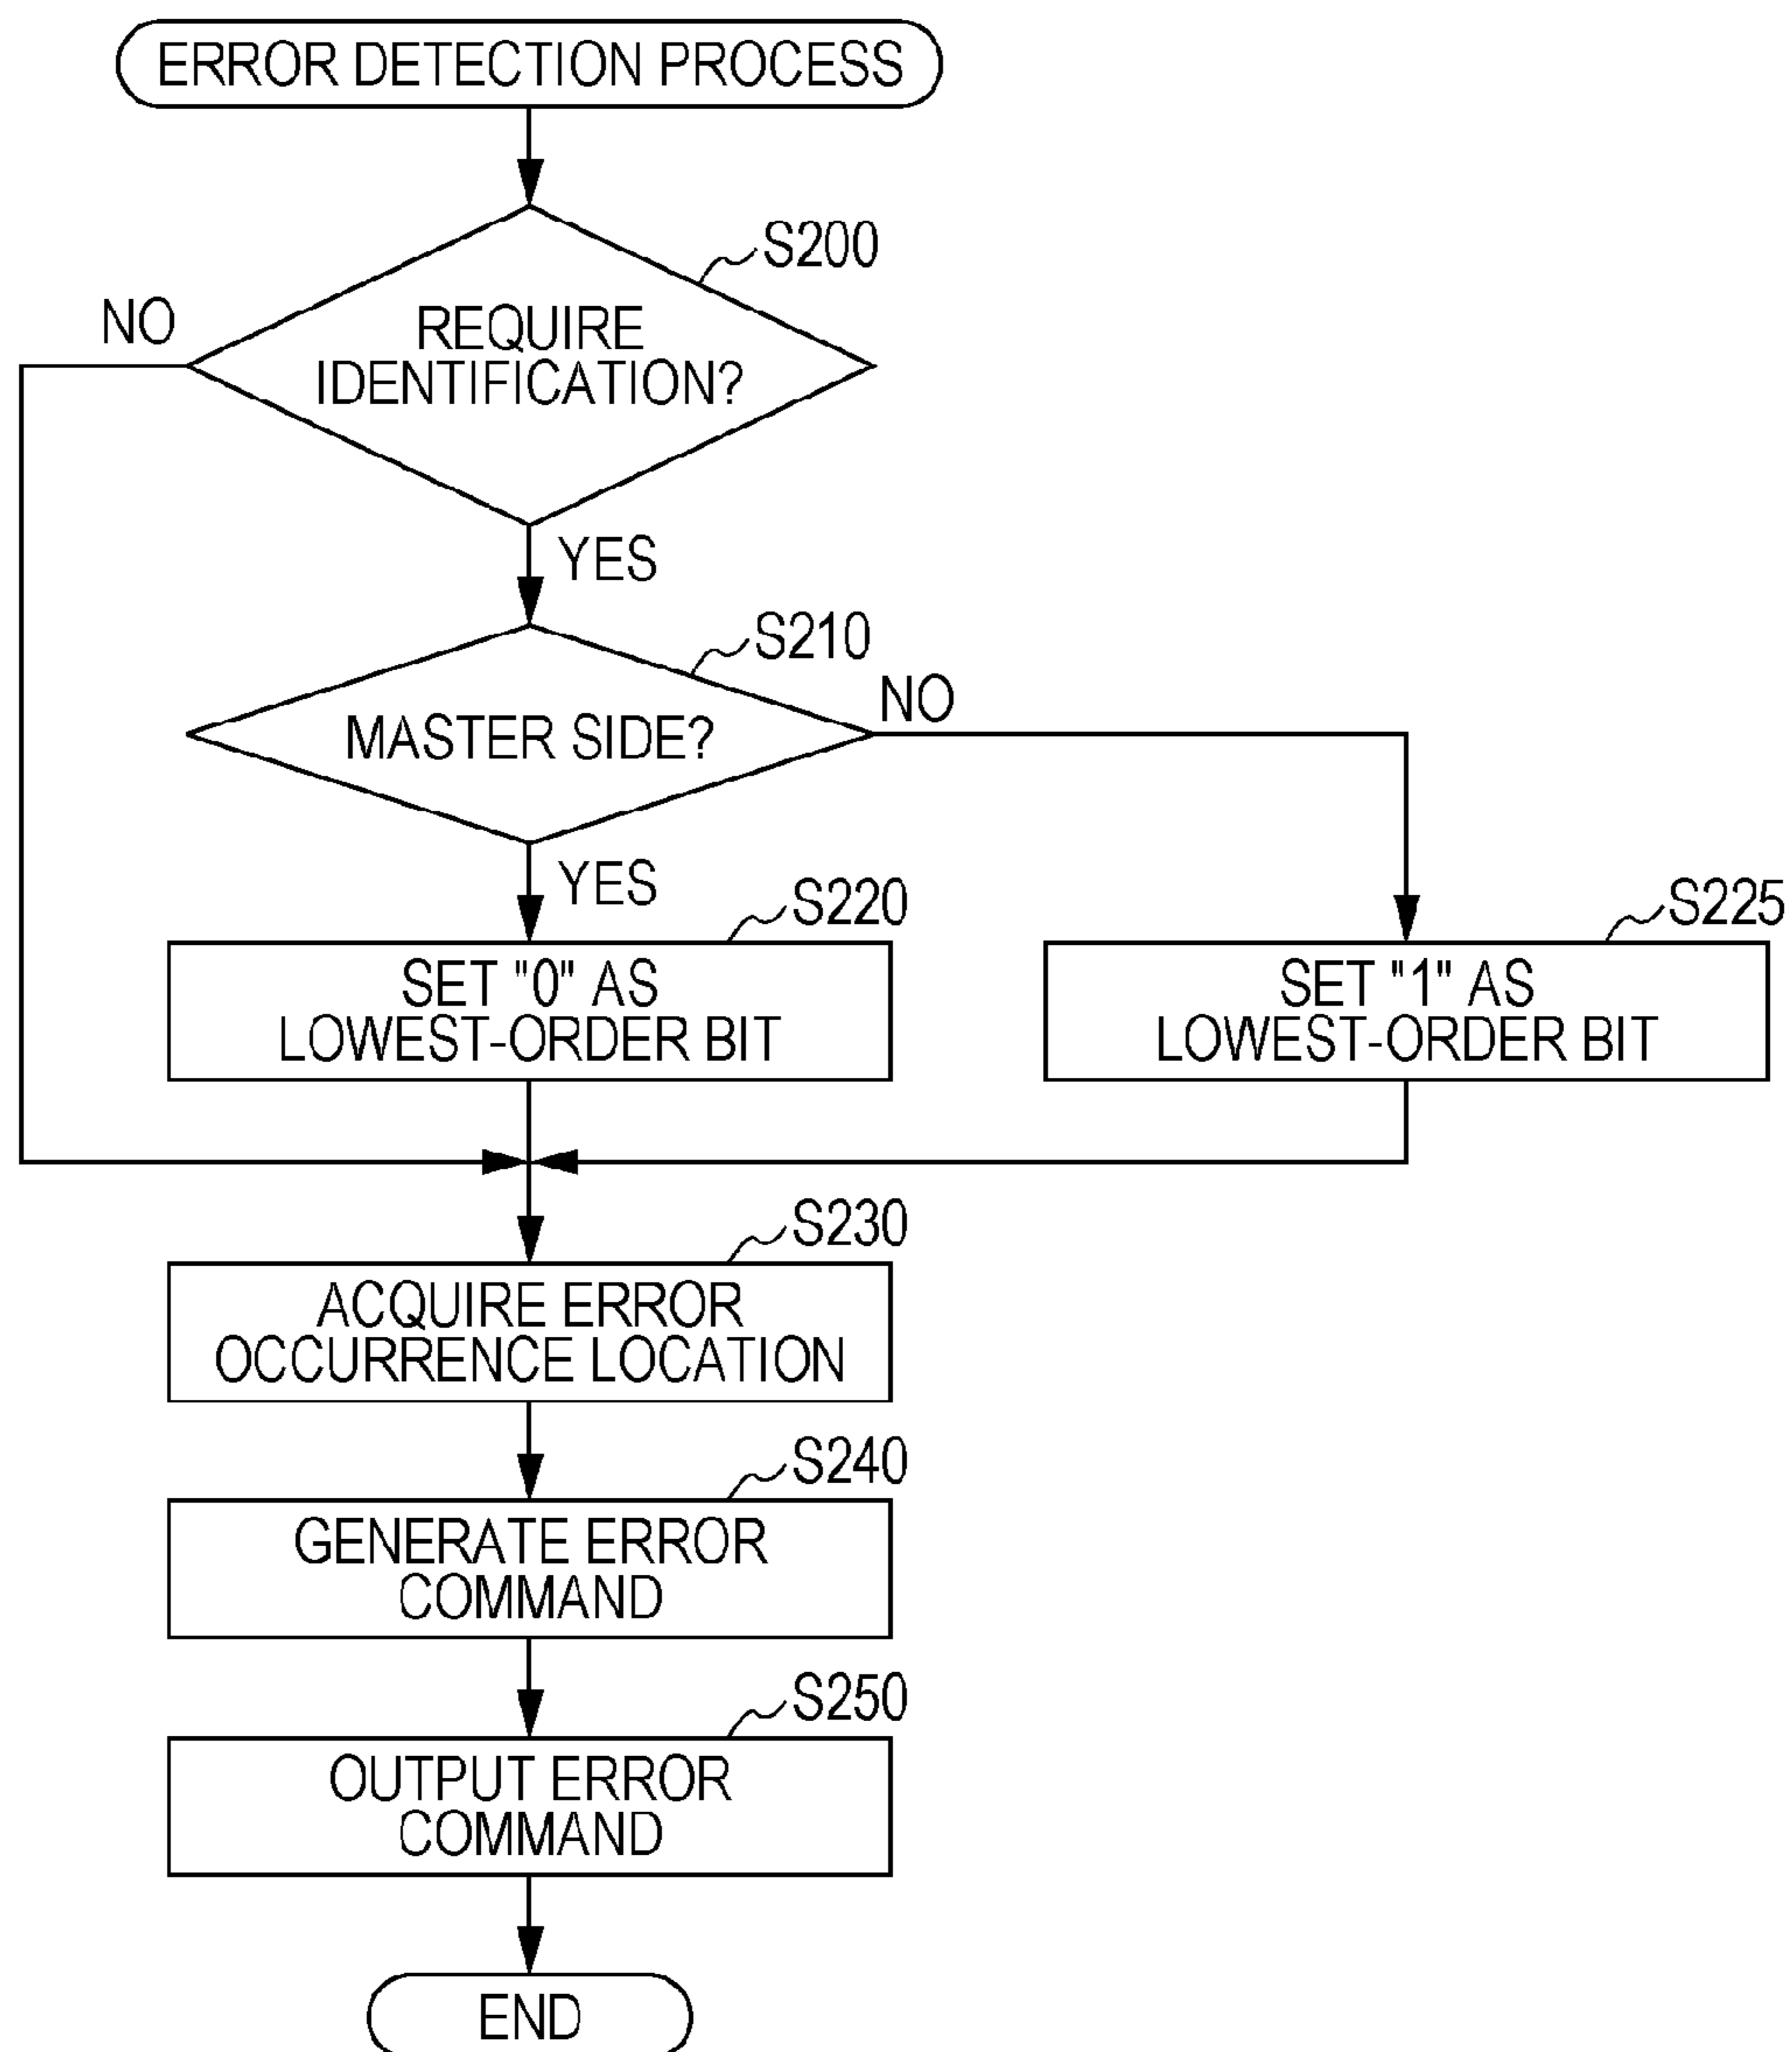 ERROR DETECTION PROCESS
S200
NO
REQUIRE
IDENTIFICATION?
YES
S210
NO
MASTER SIDE?
YES
S220
S225
SET "0" AS
LOWEST-ORDER BIT
SET "1" AS
LOWEST-ORDER BIT
S230
ACQUIRE ERROR
OCCURRENCE LOCATION
S240
GENERATE ERROR
COMMAND
S250
OUTPUT ERROR
COMMAND
END